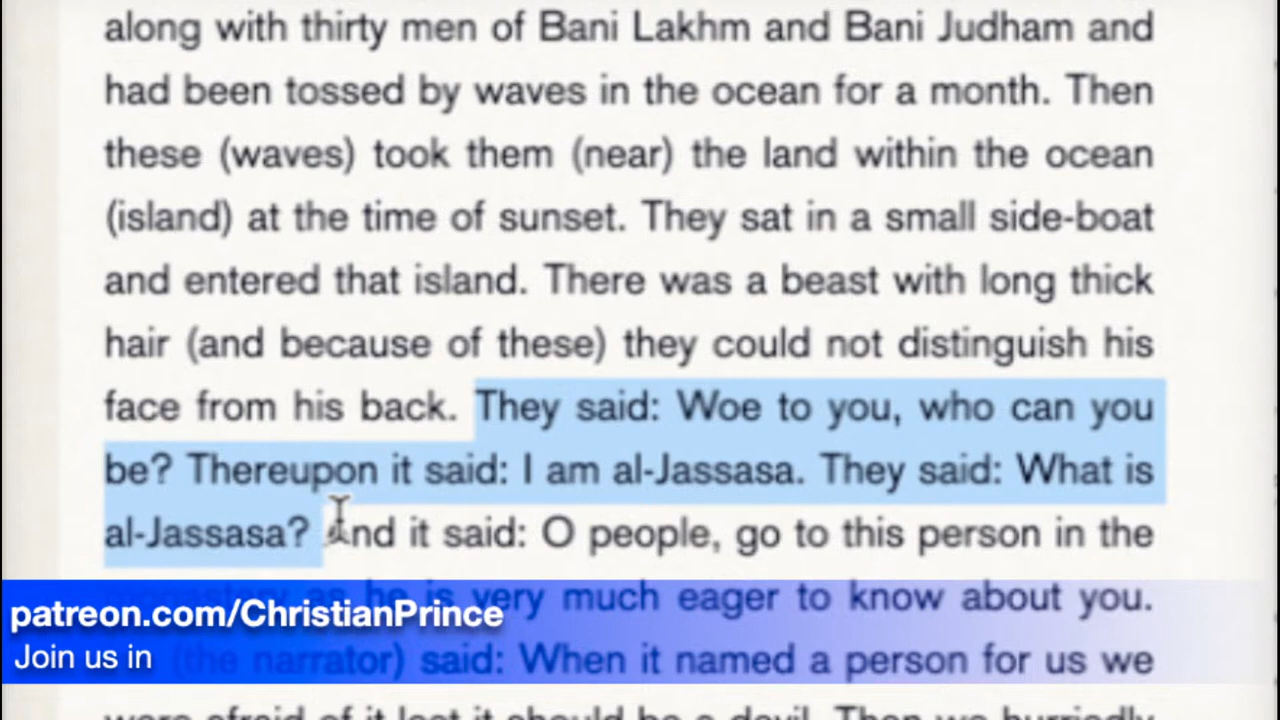 along with thirty men of Bani Lakhm and Bani Judham and
had been tossed by waves in the ocean for a month. Then
these (waves) took them (near) the land within the ocean
(island) at the time of sunset. They sat in a small side-boat
and entered that island. There was a beast with long thick
hair (and because of these) they could not distinguish his
face from his back. They said: Woe to you, who can you
be? Thereupon it said: I am al-Jassasa. They said: What is
al-Jassasa? And it said: O people, go to this person in the
monastery as he is very much eager to know about you.
patreon.com/ChristianPrince
(the narrator) said: When it named a person for us we
Join us in
were afraid of it lest it should be a devil. Then we hurriedly